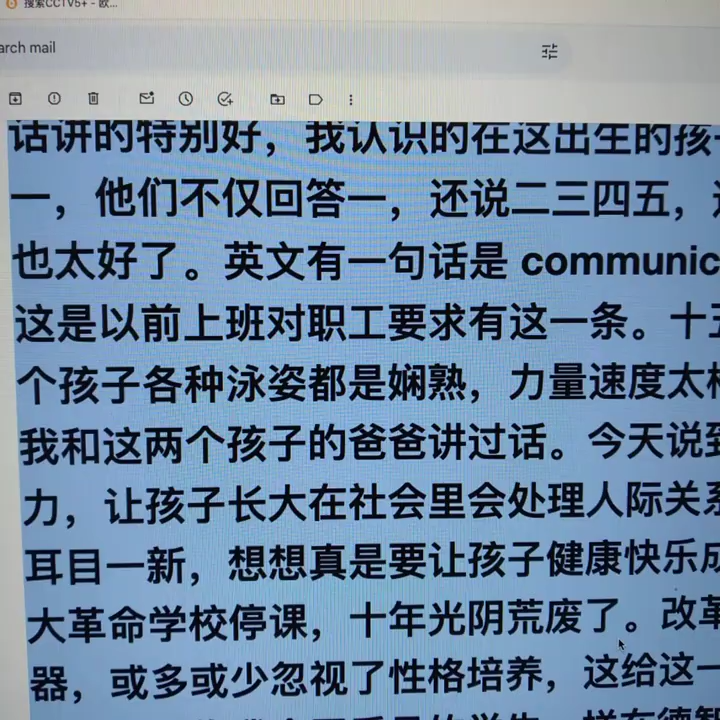 搜索CCTV5+ - 欧...
arch mail
话讲的特别好，我认识的在这出生的孩
一，他们不仅回答一，还说二三四五，
也太好了。英文有一句话是 communic
这是以前上班对职工要求有这一条。十五
个孩子各种泳姿都是娴熟，力量速度太
我和这两个孩子的爸爸讲过话。今天说到
力，让孩子长大在社会里会处理人际关系
耳目一新，想想真是要让孩子健康快乐成
大革命学校停课，十年光阴荒废了。改革
器，或多或少忽视了性格培养，这给这一